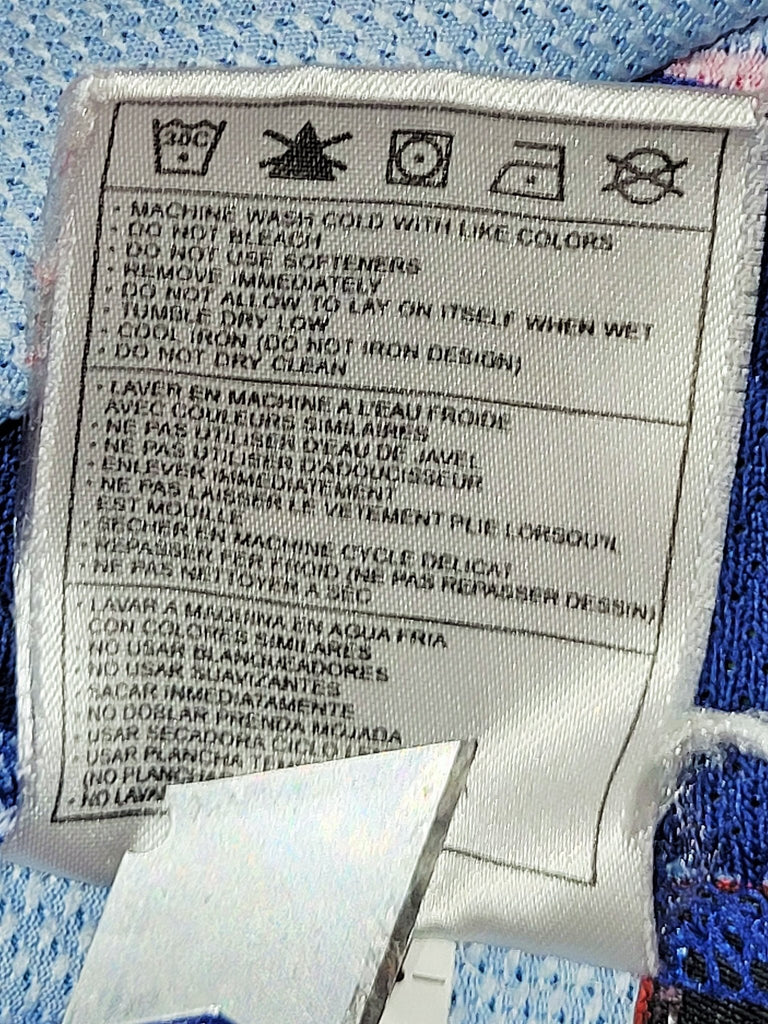 30C
• MACHINE WASH COLD WITH LIKE COLORS
• DO NOT BLEACH
• DO NOT USE SOFTENERS
• REMOVE IMMEDIATELY
• DO NOT ALLOW TO LAY ON ITSELF WHEN WET
• TUMBLE DRY LOW
• COOL IRON (DO NOT IRON DESIGN)
• DO NOT DRY CLEAN
• LAVER EN MACHINE A L'EAU FROIDE
AVEC COULEURS SIMILAIRES
• NE PAS UTILISER D'EAU DE JAVEL
• NE PAS UTILISER D'ADOUCISSEUR
• ENLEVER IMMEDIATEMENT
• NE PAS LAISSER LE VETEMENT PLIE LORSQU'IL
EST MOUILLE
• SECHER EN MACHINE CYCLE DELICAT
• REPASSER FER FROID (NE PAS REPASSER DESSIN)
• NE PAS NETTOYER A SEC
• LAVAR A MAQUINA EN AGUA FRIA
CON COLORES SIMILARES
• NO USAR BLANQUEADORES
• NO USAR SUAVIZANTES
• SACAR INMEDIATAMENTE
• NO DOBLAR PRENDA MOJADA
• USAR SECADORA CICLO
• USAR PLANCHA
(NO
• NO